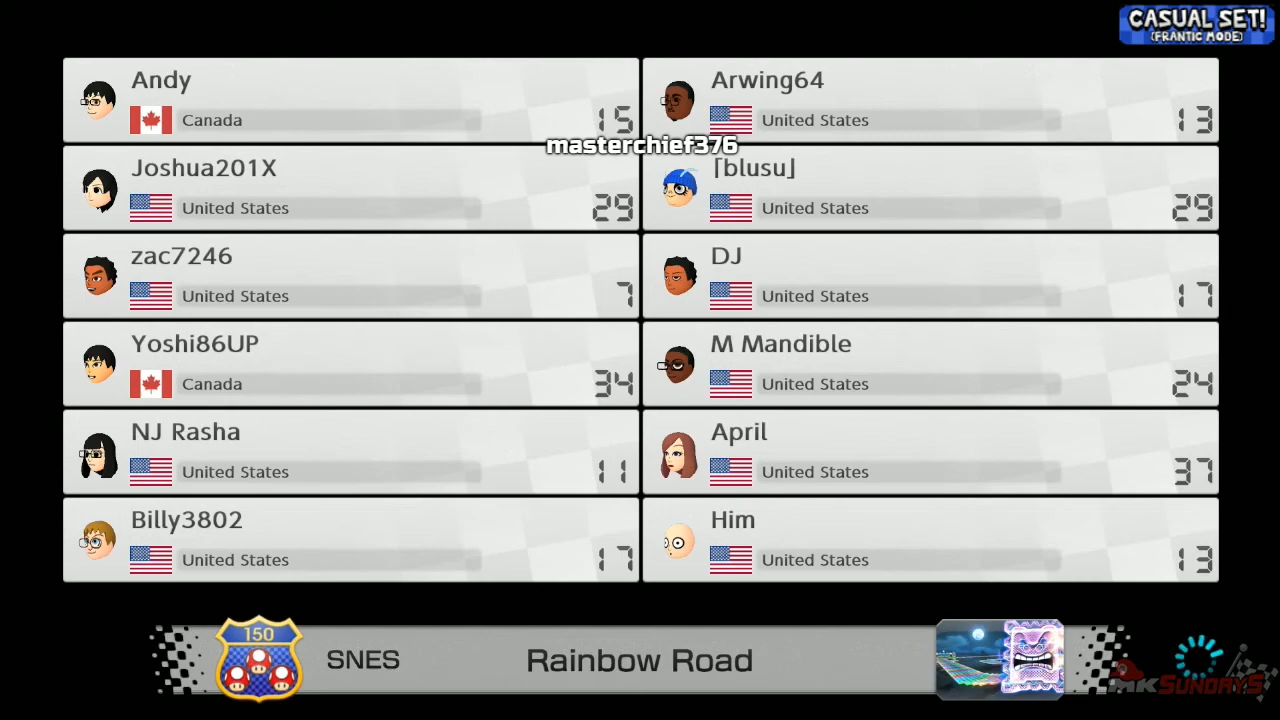 CASUAL SET!
(FRANTIC MODE)
Andy
Canada
15
Arwing64
United States
13
masterchief376
Joshua201X
United States
29
「blusu」
United States
29
zac7246
United States
7
DJ
United States
17
Yoshi86UP
Canada
34
M Mandible
United States
24
NJ Rasha
United States
11
April
United States
37
Billy3802
United States
17
Him
United States
13
150
SNES
Rainbow Road
MKSUNDAYS